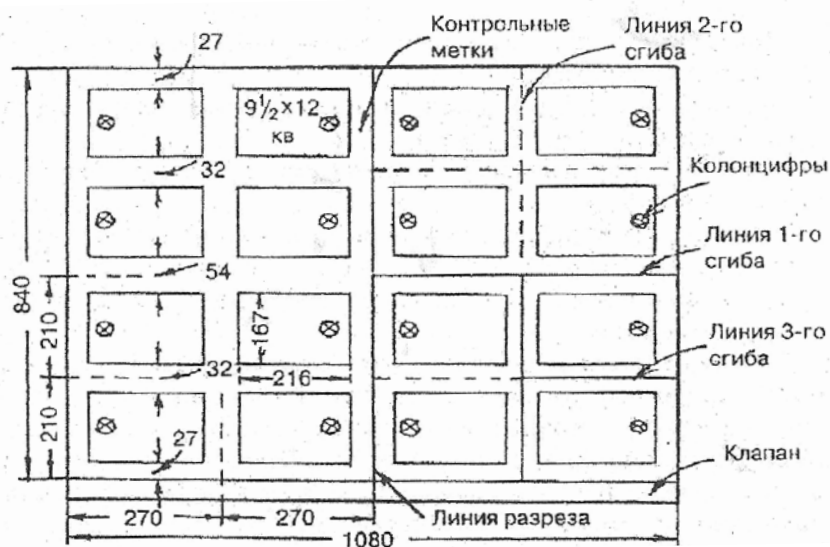 27
Контрольные
метки
Линия 2-го
сгиба
9½×12
кв
32
Колонцифры
54
Линия 1-го
сгиба
840
210
167
Линия 3-го
сгиба
32
216
210
27
Клапан
270
270
Линия разреза
1080